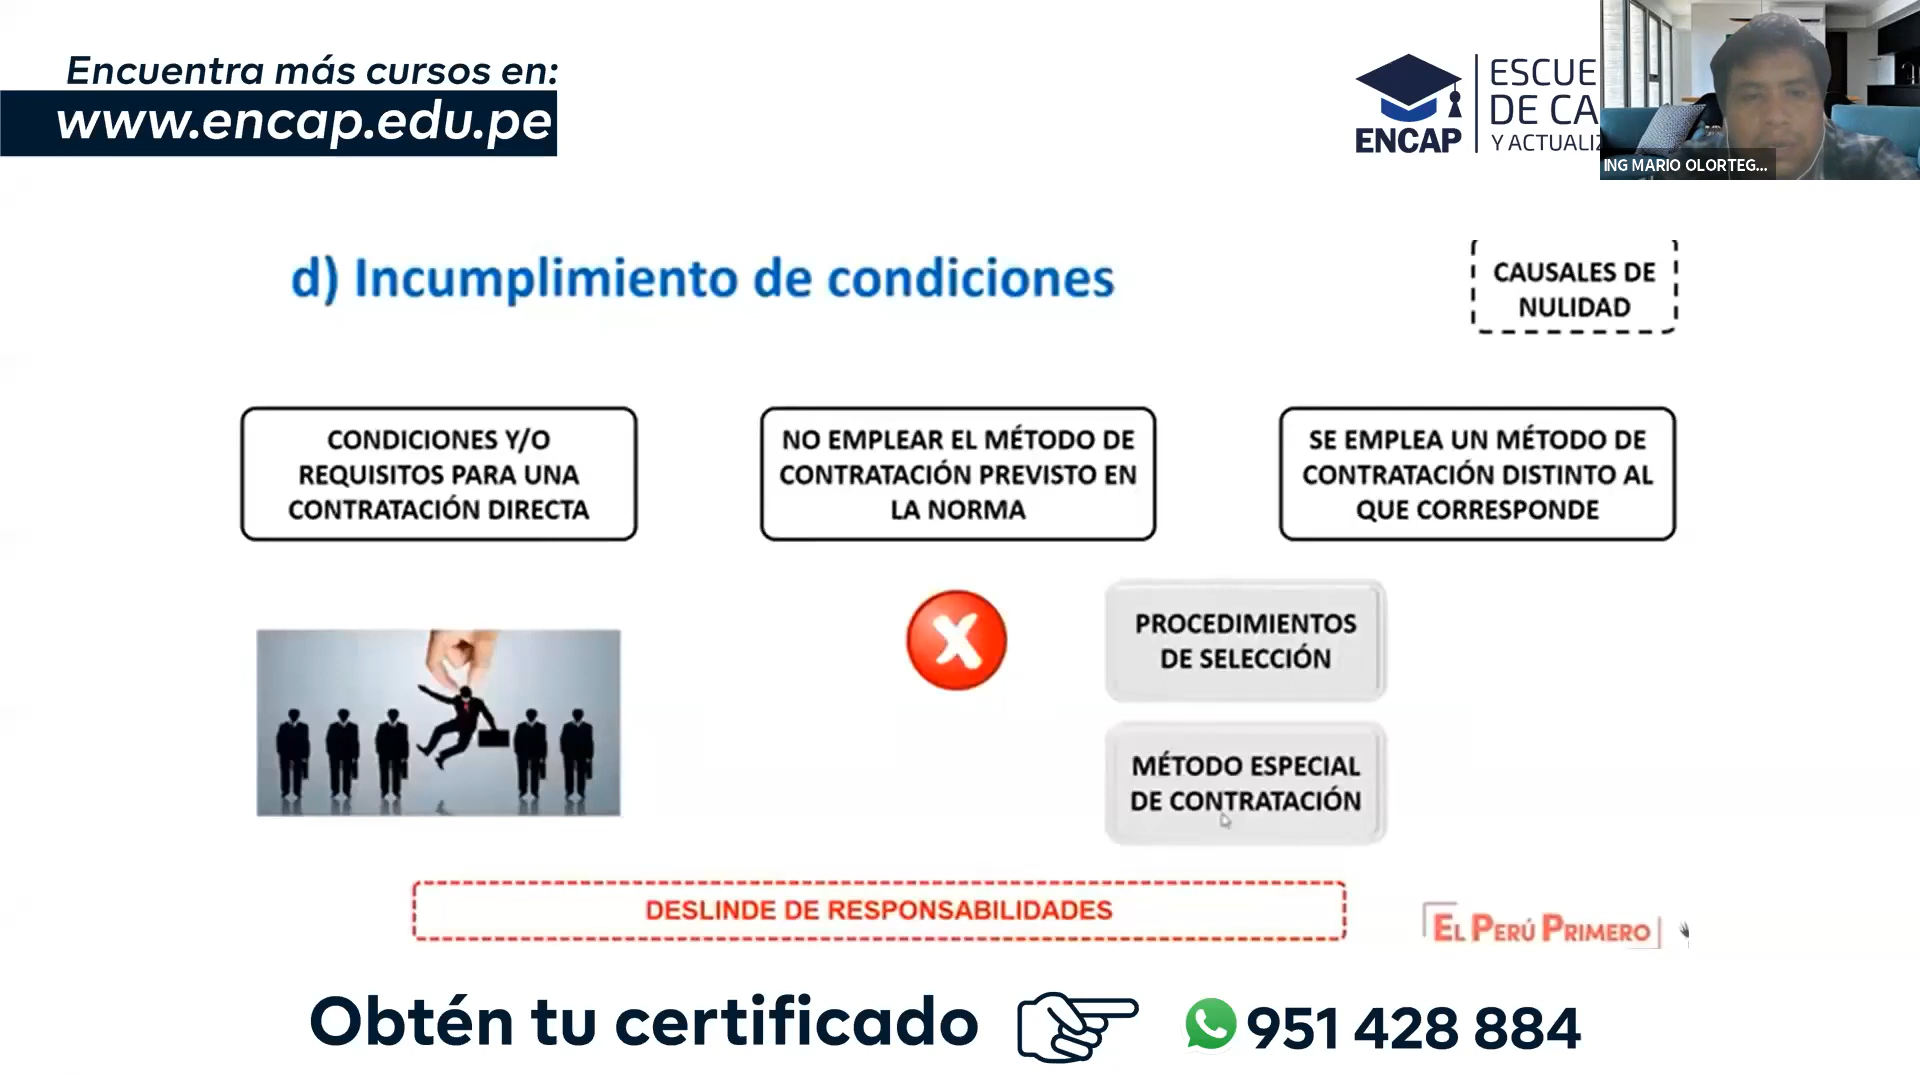 Encuentra más cursos en:
www.encap.edu.pe
ENCAP
ESCUE
DE CA
Y ACTUALIZ
ING MARIO OLORTEG...
d) Incumplimiento de condiciones
CAUSALES DE
NULIDAD
CONDICIONES Y/O
REQUISITOS PARA UNA
CONTRATACIÓN DIRECTA
NO EMPLEAR EL MÉTODO DE
CONTRATACIÓN PREVISTO EN
LA NORMA
SE EMPLEA UN MÉTODO DE
CONTRATACIÓN DISTINTO AL
QUE CORRESPONDE
X
PROCEDIMIENTOS
DE SELECCIÓN
MÉTODO ESPECIAL
DE CONTRATACIÓN
DESLINDE DE RESPONSABILIDADES
EL PERÚ PRIMERO
Obtén tu certificado
951 428 884